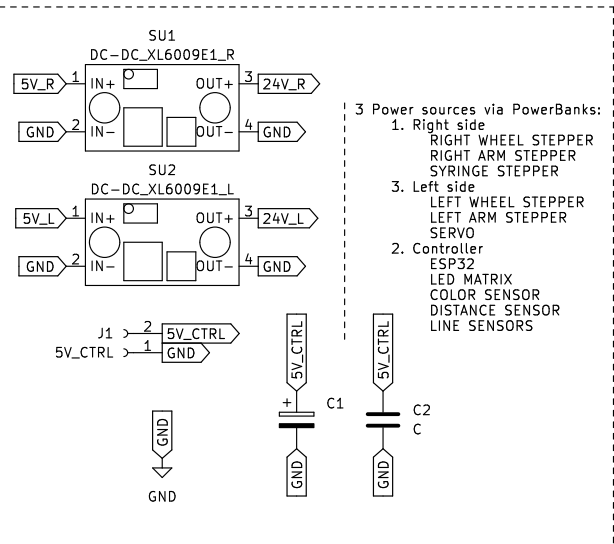 SU1
DC-DC_XL6009E1_R
5V_R 1 IN+ OUT+ 3 24V_R
GND 2 IN- OUT- 4 GND
SU2
DC-DC_XL6009E1_L
5V_L 1 IN+ OUT+ 3 24V_L
GND 2 IN- OUT- 4 GND
J1 2 5V_CTRL
5V_CTRL 1 GND
GND
GND
5V_CTRL
+ C1
GND
5V_CTRL
C2
C
GND
3 Power sources via PowerBanks:
1. Right side
RIGHT WHEEL STEPPER
RIGHT ARM STEPPER
SYRINGE STEPPER
3. Left side
LEFT WHEEL STEPPER
LEFT ARM STEPPER
SERVO
2. Controller
ESP32
LED MATRIX
COLOR SENSOR
DISTANCE SENSOR
LINE SENSORS